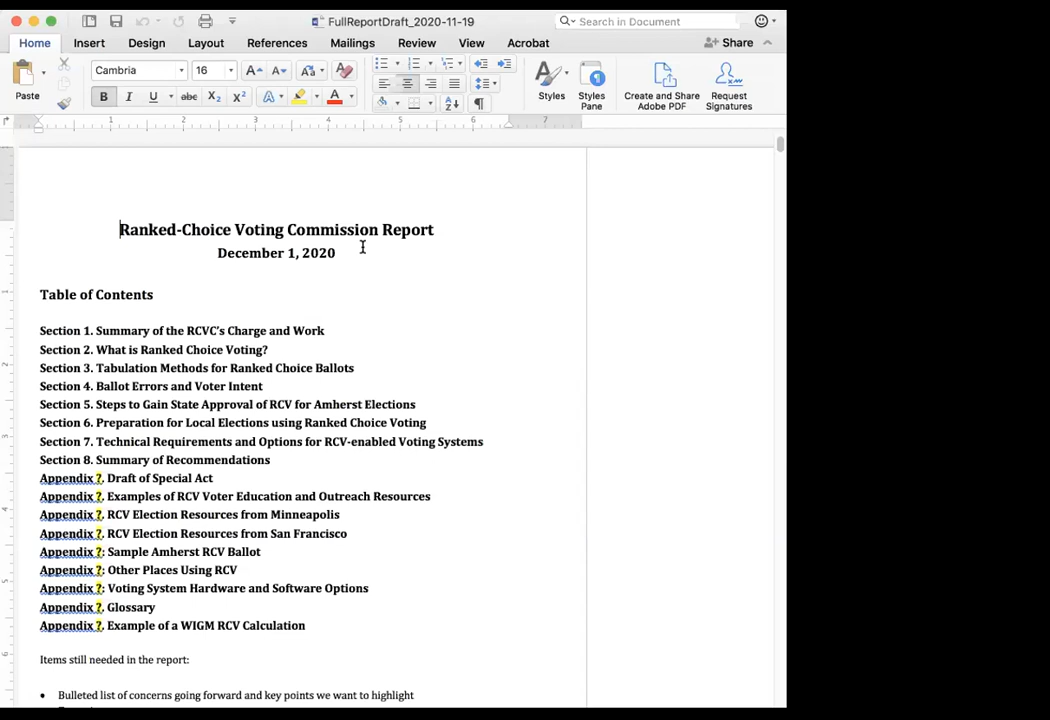 FullReportDraft_2020-11-19
Search in Document
Home Insert Design Layout References Mailings Review View Acrobat Share
Cambria 16
Paste
Styles
Styles Pane
Create and Share Adobe PDF
Request Signatures
1 2 3 4 5 6 7
Ranked-Choice Voting Commission Report
December 1, 2020
Table of Contents
Section 1. Summary of the RCVC's Charge and Work
Section 2. What is Ranked Choice Voting?
Section 3. Tabulation Methods for Ranked Choice Ballots
Section 4. Ballot Errors and Voter Intent
Section 5. Steps to Gain State Approval of RCV for Amherst Elections
Section 6. Preparation for Local Elections using Ranked Choice Voting
Section 7. Technical Requirements and Options for RCV-enabled Voting Systems
Section 8. Summary of Recommendations
Appendix ?. Draft of Special Act
Appendix ?. Examples of RCV Voter Education and Outreach Resources
Appendix ?. RCV Election Resources from Minneapolis
Appendix ?. RCV Election Resources from San Francisco
Appendix ?: Sample Amherst RCV Ballot
Appendix ?: Other Places Using RCV
Appendix ?: Voting System Hardware and Software Options
Appendix ?. Glossary
Appendix ?. Example of a WIGM RCV Calculation
Items still needed in the report:
• Bulleted list of concerns going forward and key points we want to highlight